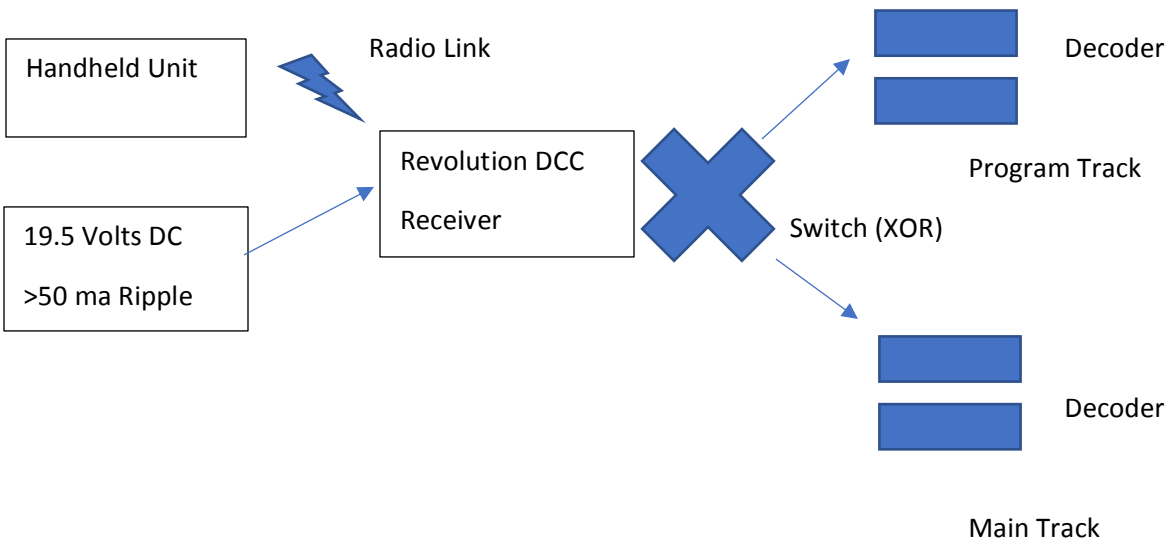 Handheld Unit
Radio Link
Decoder
Revolution DCC
Receiver
Program Track
19.5 Volts DC
>50 ma Ripple
Switch (XOR)
Decoder
Main Track